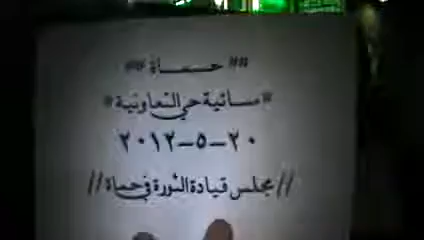 ## حماة ##
#مسائية حي التعاونية#
٢٠-٥-٢٠١٢
//مجلس قيادة الثورة في حماة//